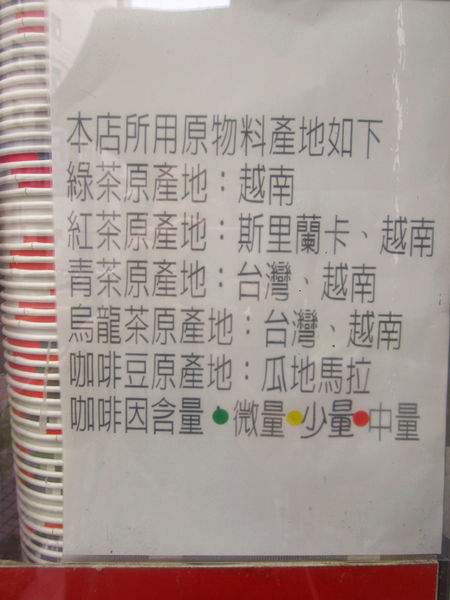 本店所用原物料產地如下
綠茶原產地：越南
紅茶原產地：斯里蘭卡、越南
青茶原產地：台灣、越南
烏龍茶原產地：台灣、越南
咖啡豆原產地：瓜地馬拉
咖啡因含量●微量●少量●中量